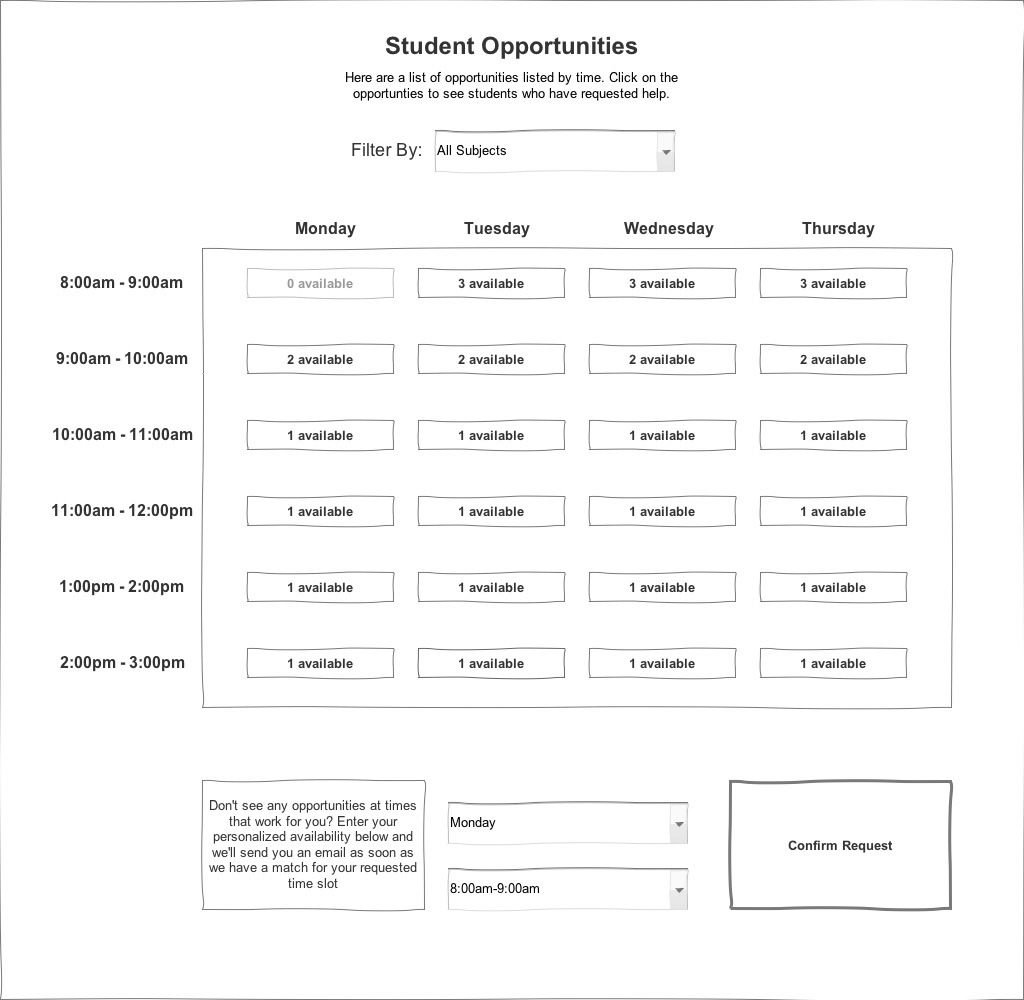 Student Opportunities
Here are a list of opportunities listed by time. Click on the
opportunties to see students who have requested help.
Filter By: All Subjects
Monday Tuesday Wednesday Thursday
8:00am - 9:00am 0 available 3 available 3 available 3 available
9:00am - 10:00am 2 available 2 available 2 available 2 available
10:00am - 11:00am 1 available 1 available 1 available 1 available
11:00am - 12:00pm 1 available 1 available 1 available 1 available
1:00pm - 2:00pm 1 available 1 available 1 available 1 available
2:00pm - 3:00pm 1 available 1 available 1 available 1 available
Don't see any opportunities at times
that work for you? Enter your
personalized availability below and
we'll send you an email as soon as
we have a match for your requested
time slot
Monday
8:00am-9:00am
Confirm Request